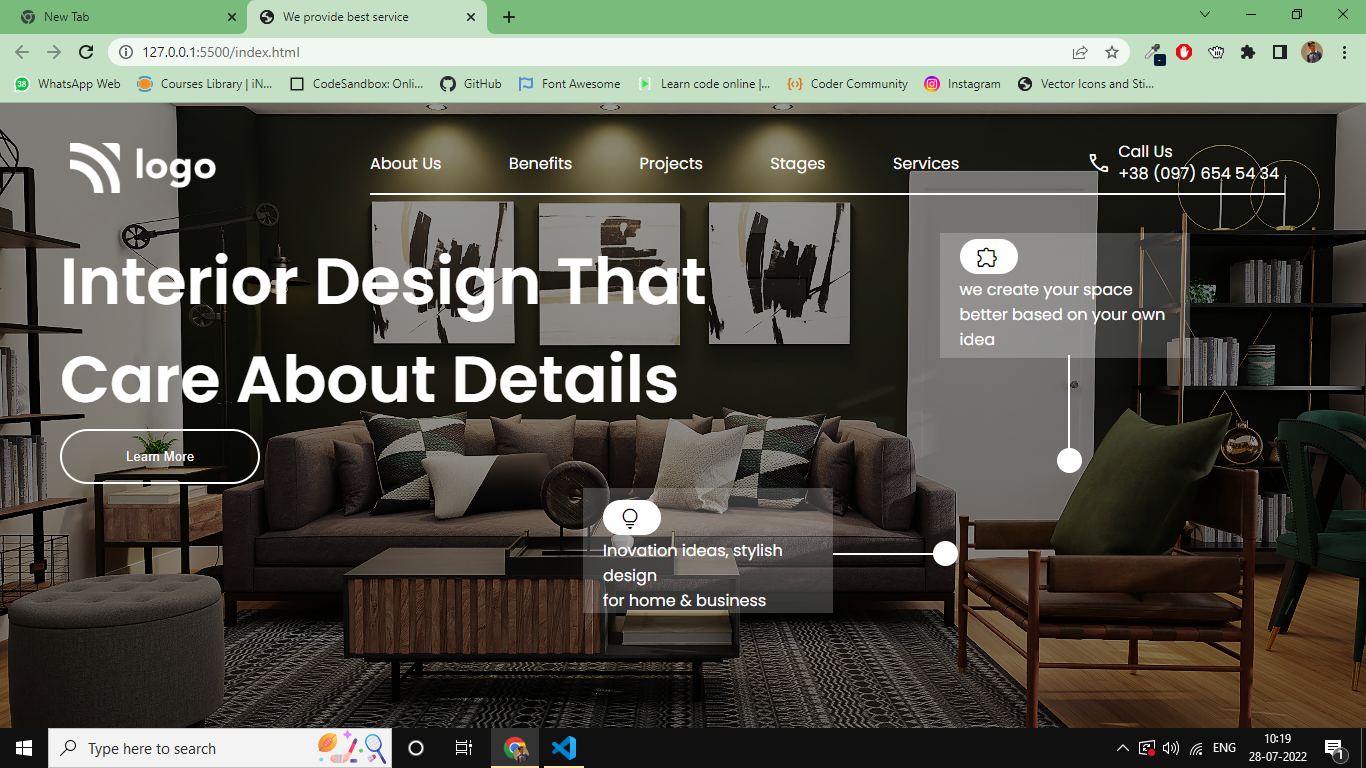 New Tab
We provide best service
127.0.0.1:5500/index.html
38
WhatsApp Web
Courses Library | iN...
CodeSandbox: Onli...
GitHub
Font Awesome
Learn code online |...
Coder Community
Instagram
Vector Icons and Sti...
logo
About Us
Benefits
Projects
Stages
Services
Call Us
+38 (097) 654 54 34
Interior Design That
Care About Details
Learn More
we create your space
better based on your own
idea
Inovation ideas, stylish
design
for home & business
Type here to search
ENG
10:19
28-07-2022
1